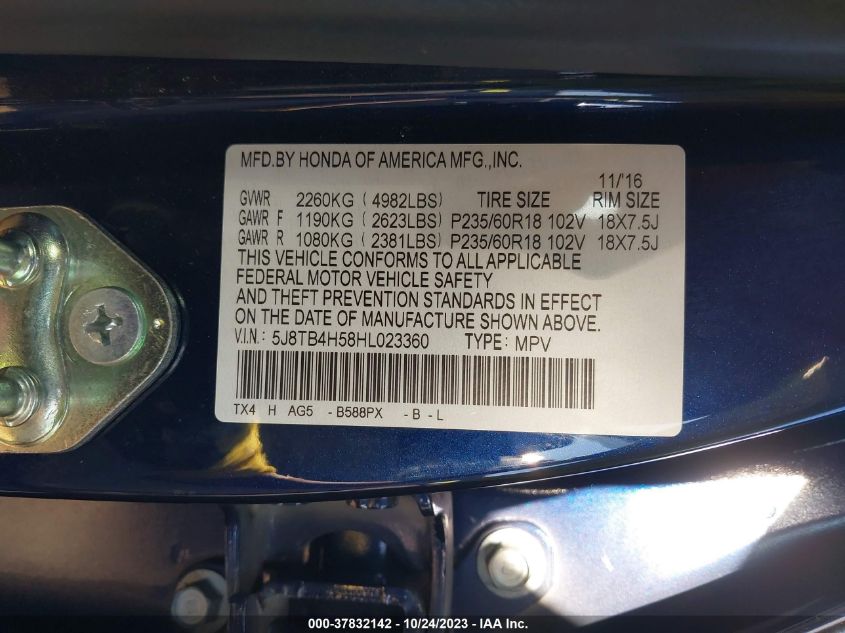 MFD.BY HONDA OF AMERICA MFG.,INC.
11/'16
GVWR 2260KG ( 4982LBS) TIRE SIZE RIM SIZE
GAWR F 1190KG ( 2623LBS) P235/60R18 102V 18X7.5J
GAWR R 1080KG ( 2381LBS) P235/60R18 102V 18X7.5J
THIS VEHICLE CONFORMS TO ALL APPLICABLE
FEDERAL MOTOR VEHICLE SAFETY
AND THEFT PREVENTION STANDARDS IN EFFECT
ON THE DATE OF MANUFACTURE SHOWN ABOVE.
V.I.N: 5J8TB4H58HL023360 TYPE: MPV
TX4 H AG5 -B588PX -B-L
000-37832142 - 10/24/2023 - IAA Inc.